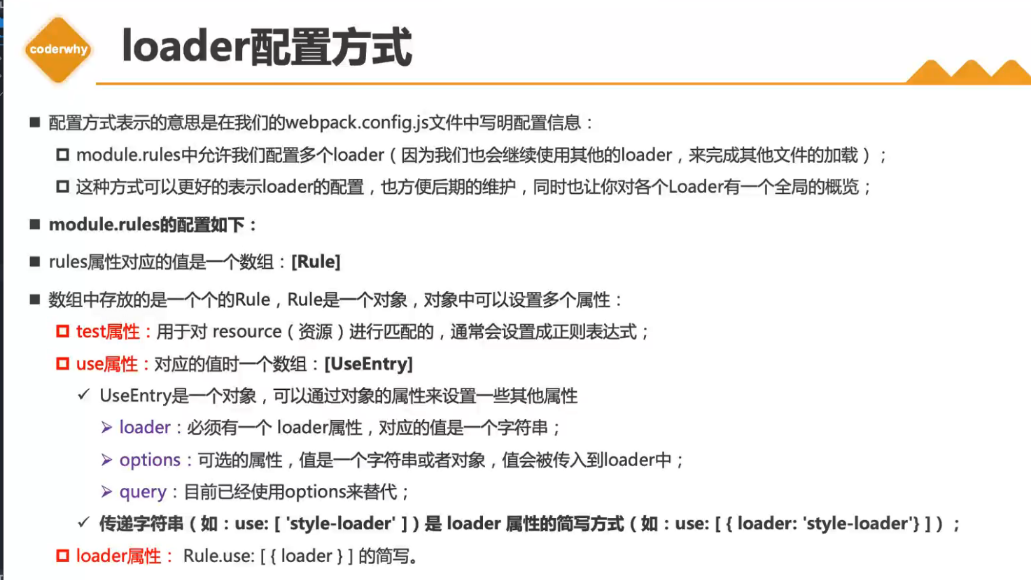 coderwhy
loader配置方式
配置方式表示的意思是在我们的webpack.config.js文件中写明配置信息：
module.rules中允许我们配置多个loader（因为我们也会继续使用其他的loader，来完成其他文件的加载）；
这种方式可以更好的表示loader的配置，也方便后期的维护，同时也让你对各个Loader有一个全局的概览；
module.rules的配置如下：
rules属性对应的值是一个数组：[Rule]
数组中存放的是一个个的Rule，Rule是一个对象，对象中可以设置多个属性：
test属性：用于对 resource（资源）进行匹配的，通常会设置成正则表达式；
use属性：对应的值时一个数组：[UseEntry]
UseEntry是一个对象，可以通过对象的属性来设置一些其他属性
loader：必须有一个 loader属性，对应的值是一个字符串；
options：可选的属性，值是一个字符串或者对象，值会被传入到loader中；
query：目前已经使用options来替代；
传递字符串（如：use: [ 'style-loader' ]）是 loader 属性的简写方式（如：use: [ { loader: 'style-loader'} ]）；
loader属性： Rule.use: [ { loader } ] 的简写。